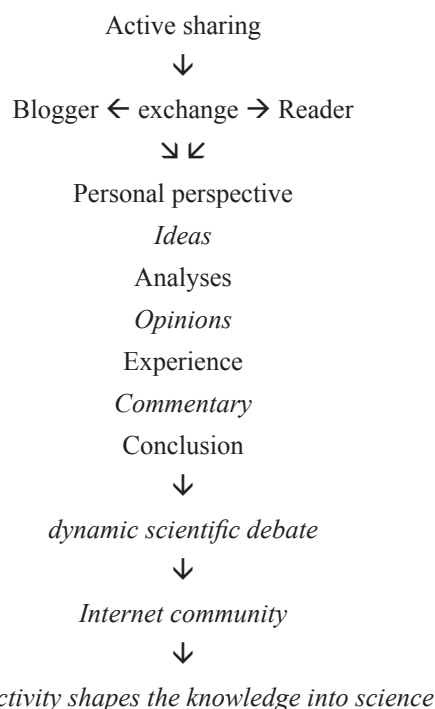 Active sharing
↓
Blogger ← exchange → Reader
↘ ↙
Personal perspective
Ideas
Analyses
Opinions
Experience
Commentary
Conclusion
↓
dynamic scientific debate
↓
Internet community
↓
ctivity shapes the knowledge into science